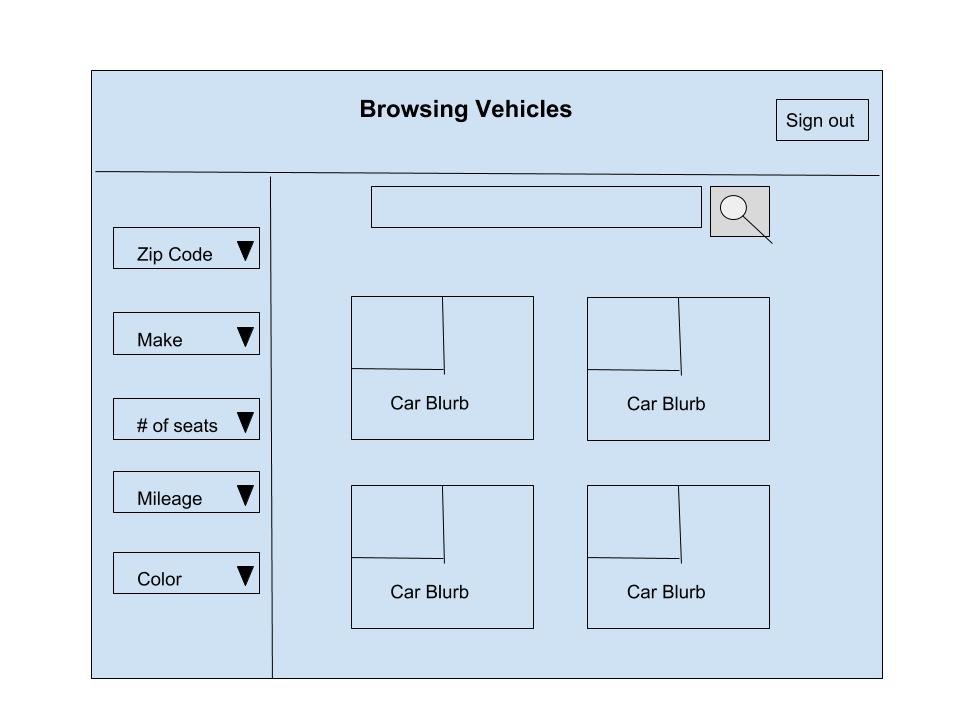 Browsing Vehicles
Sign out
Zip Code
Make
# of seats
Mileage
Color
Car Blurb
Car Blurb
Car Blurb
Car Blurb